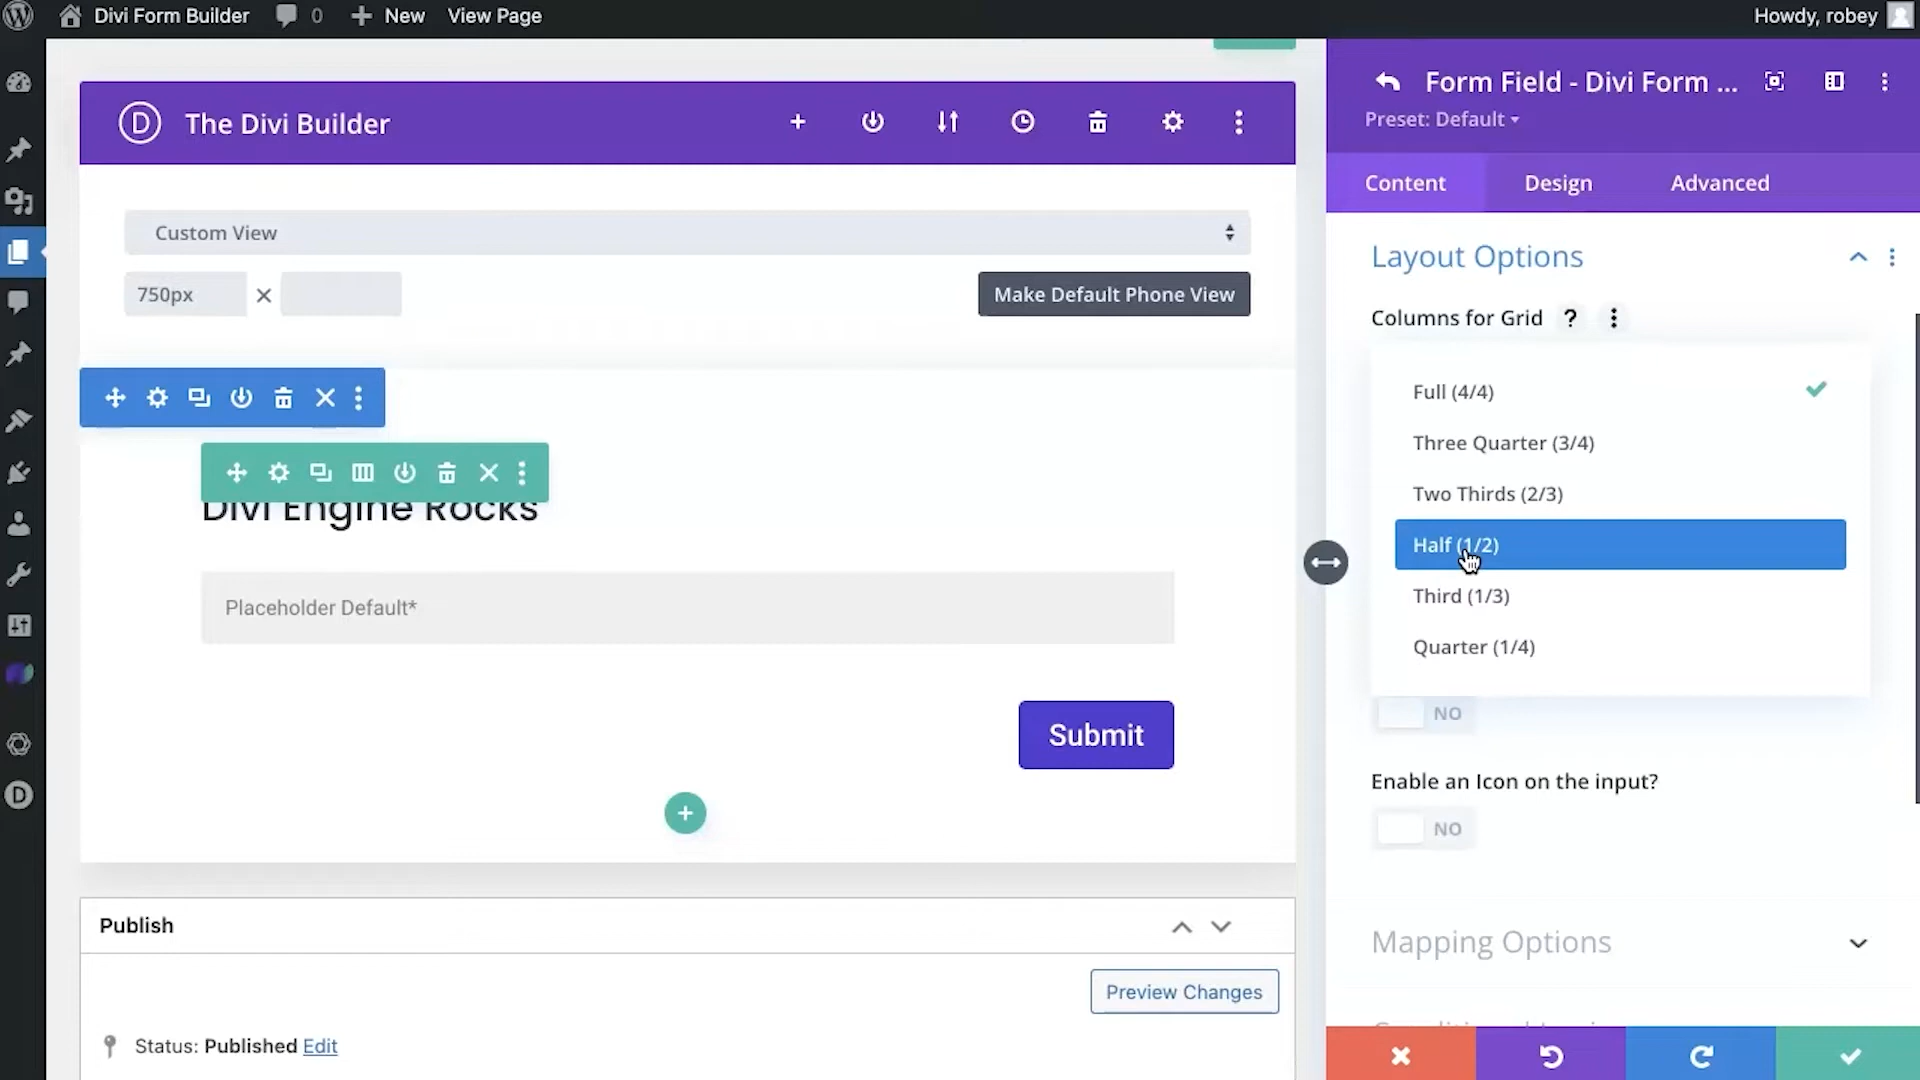 Divi Form Builder
0
New
View Page
Howdy, robey
D
The Divi Builder
Form Field - Divi Form ...
Preset: Default
Content
Design
Advanced
Custom View
750px
Make Default Phone View
Layout Options
Columns for Grid ?
Full (4/4)
Three Quarter (3/4)
Two Thirds (2/3)
Half (1/2)
Third (1/3)
Quarter (1/4)
Divi Engine Rocks
Placeholder Default*
Submit
NO
Enable an Icon on the input?
NO
D
Publish
Mapping Options
Preview Changes
Status: Published Edit